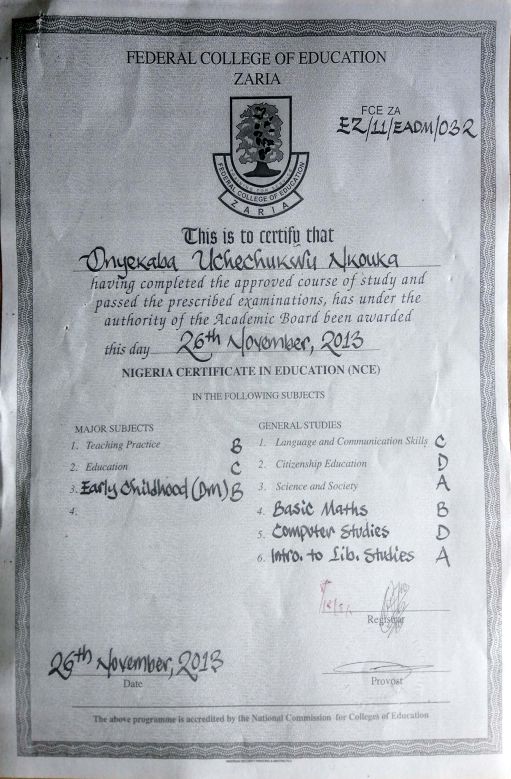 FEDERAL COLLEGE OF EDUCATION
ZARIA
FCE ZA
EZ/11/EADM/032
FEDERAL COLLEGE OF EDUCATION
ZARIA
This is to certify that
Onyekaba Uchechukwu Nkouka
having completed the approved course of study and
passed the prescribed examinations, has under the
authority of the Academic Board been awarded
this day 26th November, 2013
NIGERIA CERTIFICATE IN EDUCATION (NCE)
IN THE FOLLOWING SUBJECTS
MAJOR SUBJECTS
1. Teaching Practice B
2. Education C
3. Early Childhood (DM) B
4.
GENERAL STUDIES
1. Language and Communication Skills C
2. Citizenship Education D
3. Science and Society A
4. Basic Maths B
5. Computer Studies D
6. Intro. to Lib. Studies A
Registrar
26th November, 2013
Date
Provost
The above programme is accredited by the National Commission for Colleges of Education